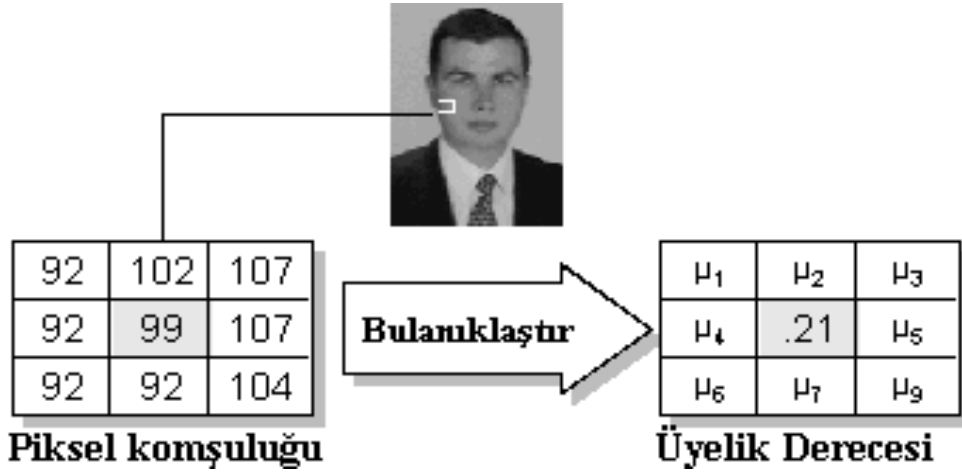 92 102 107
92 99 107
92 92 104
Piksel komşuluğu
Bulanıklaştır
µ1 µ2 µ3
µ4 .21 µ5
µ6 µ7 µ9
Üyelik Derecesi